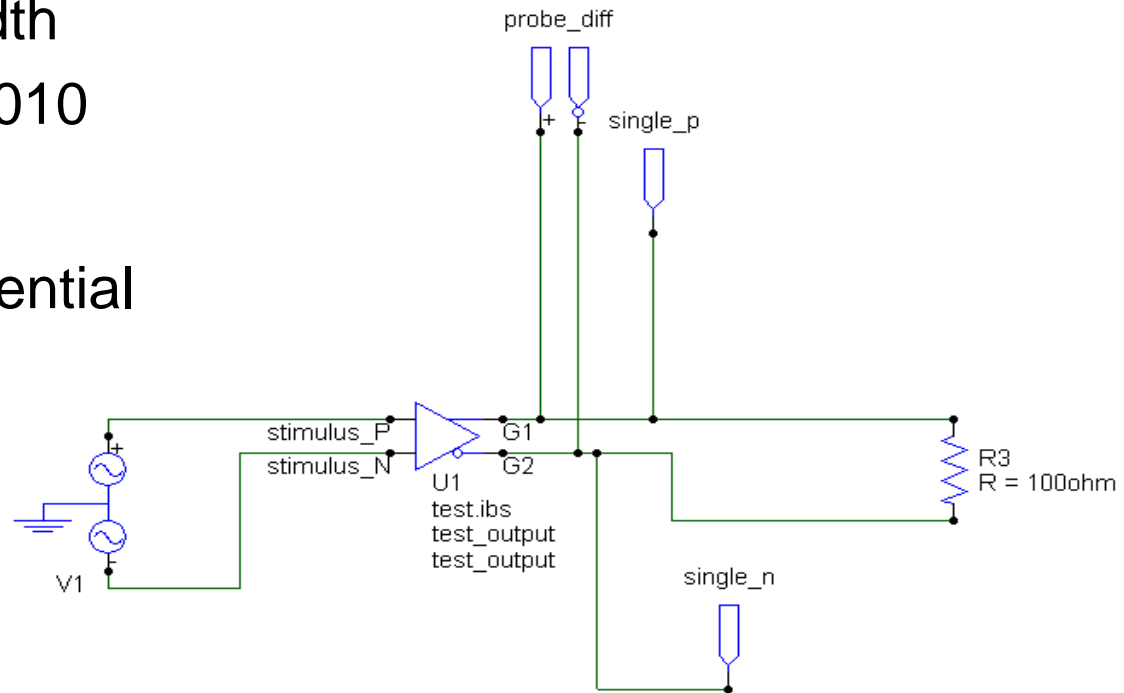 dth
010
ential
probe_diff
+
-
single_p
stimulus_P
G1
stimulus_N
G2
+
-
V1
U1
test.ibs
test_output
test_output
R3
R = 100ohm
single_n